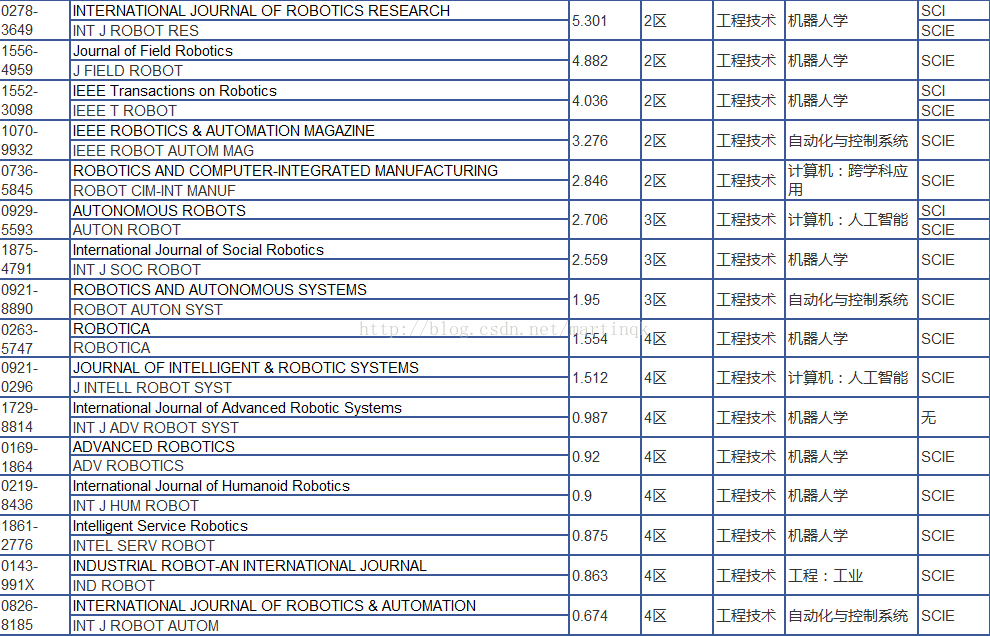 0278-3649 INTERNATIONAL JOURNAL OF ROBOTICS RESEARCH 5.301 2区 工程技术 机器人学 SCI
INT J ROBOT RES SCIE
1556-4959 Journal of Field Robotics 4.882 2区 工程技术 机器人学 SCIE
J FIELD ROBOT
1552-3098 IEEE Transactions on Robotics 4.036 2区 工程技术 机器人学 SCI
IEEE T ROBOT SCIE
1070-9932 IEEE ROBOTICS & AUTOMATION MAGAZINE 3.276 2区 工程技术 自动化与控制系统 SCIE
IEEE ROBOT AUTOM MAG
0736-5845 ROBOTICS AND COMPUTER-INTEGRATED MANUFACTURING 2.846 2区 工程技术 计算机：跨学科应用 SCIE
ROBOT CIM-INT MANUF
0929-5593 AUTONOMOUS ROBOTS 2.706 3区 工程技术 计算机：人工智能 SCI
AUTON ROBOT SCIE
1875-4791 International Journal of Social Robotics 2.559 3区 工程技术 机器人学 SCIE
INT J SOC ROBOT
0921-8890 ROBOTICS AND AUTONOMOUS SYSTEMS 1.95 3区 工程技术 自动化与控制系统 SCIE
ROBOT AUTON SYST
http://blog.csdn.net/martinqk
0263-5747 ROBOTICA 1.554 4区 工程技术 机器人学 SCIE
ROBOTICA
0921-0296 JOURNAL OF INTELLIGENT & ROBOTIC SYSTEMS 1.512 4区 工程技术 计算机：人工智能 SCIE
J INTELL ROBOT SYST
1729-8814 International Journal of Advanced Robotic Systems 0.987 4区 工程技术 机器人学 无
INT J ADV ROBOT SYST
0169-1864 ADVANCED ROBOTICS 0.92 4区 工程技术 机器人学 SCIE
ADV ROBOTICS
0219-8436 International Journal of Humanoid Robotics 0.9 4区 工程技术 机器人学 SCIE
INT J HUM ROBOT
1861-2776 Intelligent Service Robotics 0.875 4区 工程技术 机器人学 SCIE
INTEL SERV ROBOT
0143-991X INDUSTRIAL ROBOT-AN INTERNATIONAL JOURNAL 0.863 4区 工程技术 工程：工业 SCIE
IND ROBOT
0826-8185 INTERNATIONAL JOURNAL OF ROBOTICS & AUTOMATION 0.674 4区 工程技术 自动化与控制系统 SCIE
INT J ROBOT AUTOM